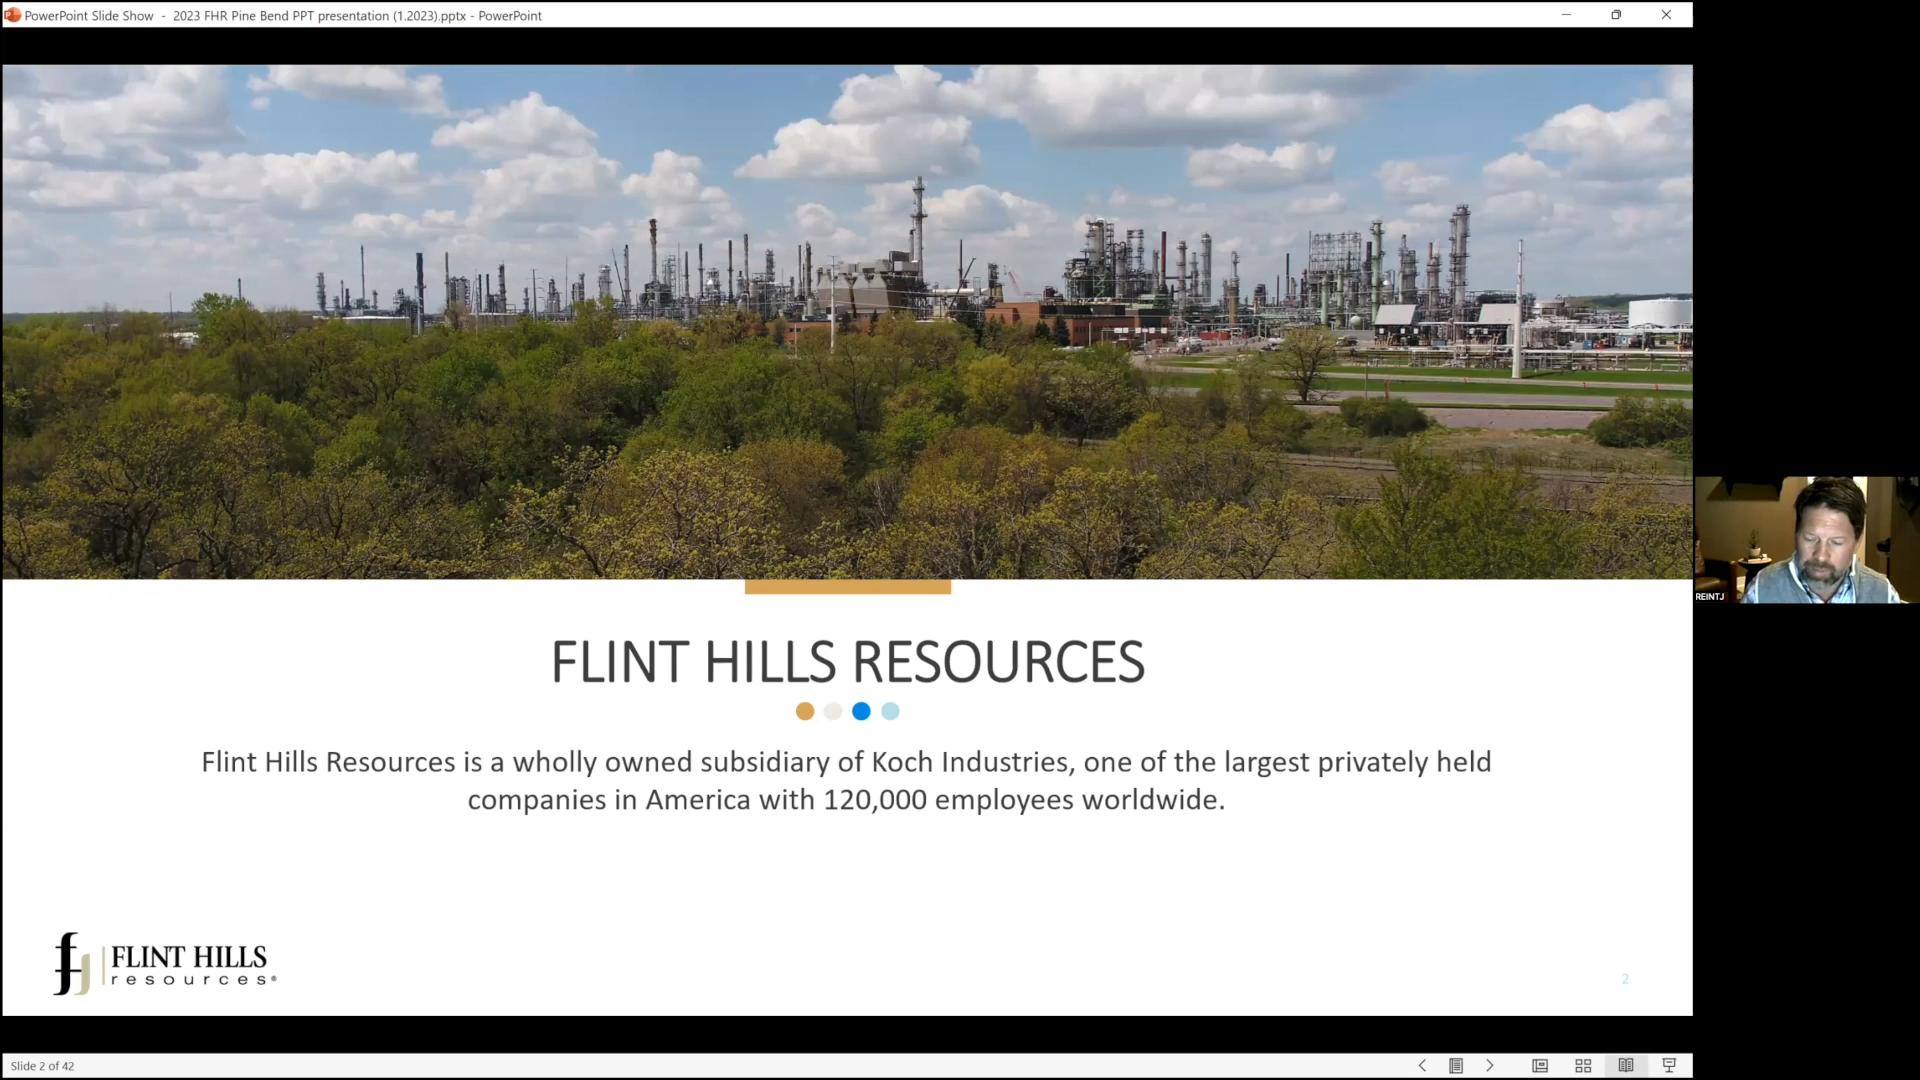 PowerPoint Slide Show - 2023 FHR Pine Bend PPT presentation (1.2023).pptx - PowerPoint
REINTJ
FLINT HILLS RESOURCES
Flint Hills Resources is a wholly owned subsidiary of Koch Industries, one of the largest privately held
companies in America with 120,000 employees worldwide.
FLINT HILLS
resources®
2
Slide 2 of 42